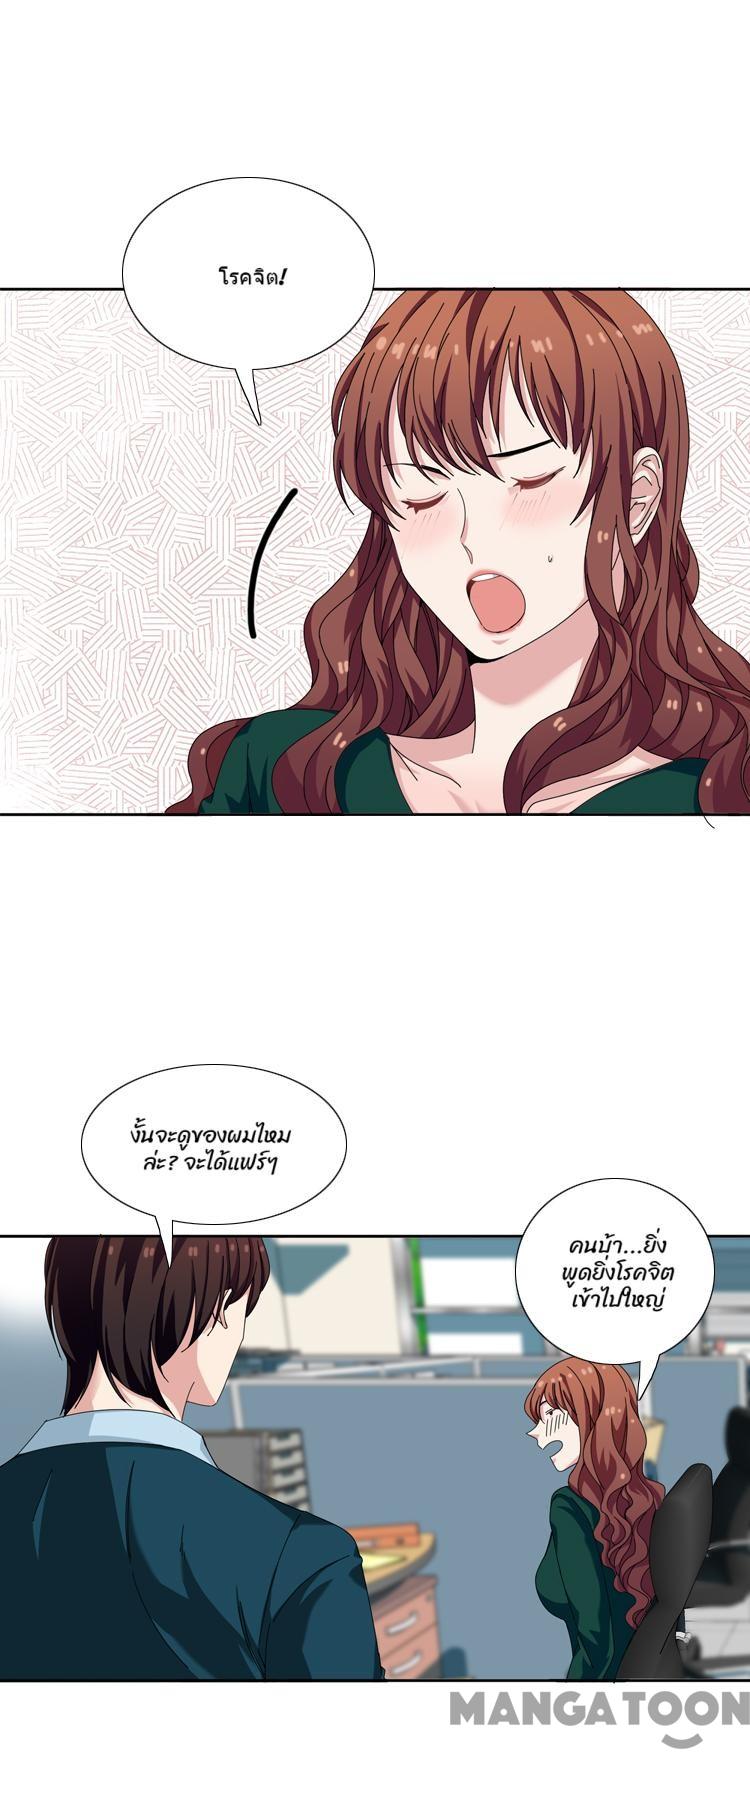 โรคจิต!
งั้นจะดูของผมไหม
ล่ะ? จะได้แฟร์ๆ
คนบ้า...ยิ่ง
พูดยิ่งโรคจิต
เข้าไปใหญ่
MANGATOON